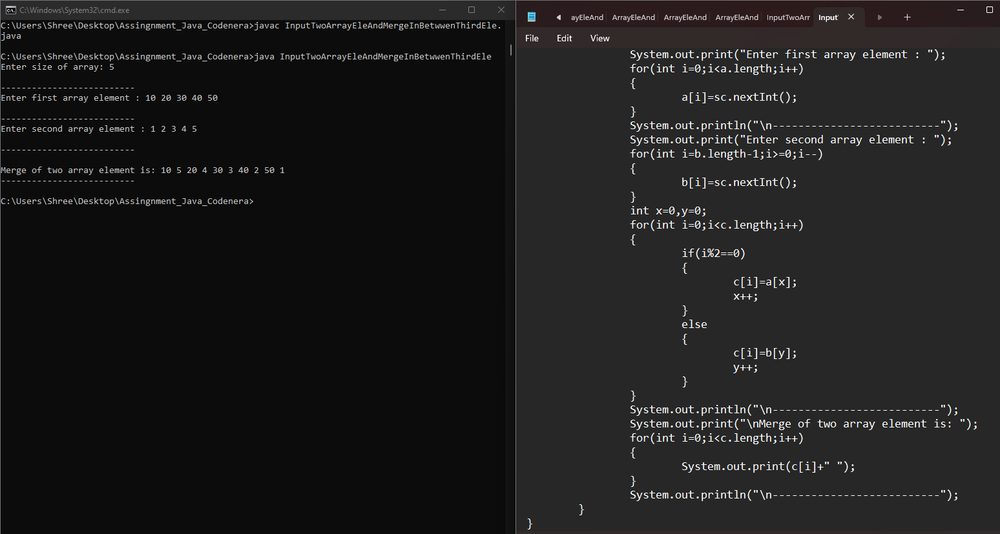 C:\Windows\System32\cmd.exe
C:\Users\Shree\Desktop\Assingnment_Java_Codenera>javac InputTwoArrayEleAndMergeInBetwwenThirdEle.
java
C:\Users\Shree\Desktop\Assingnment_Java_Codenera>java InputTwoArrayEleAndMergeInBetwwenThirdEle
Enter size of array: 5
--------------------------
Enter first array element : 10 20 30 40 50
--------------------------
Enter second array element : 1 2 3 4 5
--------------------------
Merge of two array element is: 10 5 20 4 30 3 40 2 50 1
--------------------------
C:\Users\Shree\Desktop\Assingnment_Java_Codenera>
ayEleAnd ArrayEleAnd ArrayEleAnd ArrayEleAnd InputTwoArr Input
File Edit View
System.out.print("Enter first array element : ");
for(int i=0;i<a.length;i++)
{
a[i]=sc.nextInt();
}
System.out.println("\n--------------------------");
System.out.print("Enter second array element : ");
for(int i=b.length-1;i>=0;i--)
{
b[i]=sc.nextInt();
}
int x=0,y=0;
for(int i=0;i<c.length;i++)
{
if(i%2==0)
{
c[i]=a[x];
x++;
}
else
{
c[i]=b[y];
y++;
}
}
System.out.println("\n--------------------------");
System.out.print("\nMerge of two array element is: ");
for(int i=0;i<c.length;i++)
{
System.out.print(c[i]+" ");
}
System.out.println("\n--------------------------");
}
}